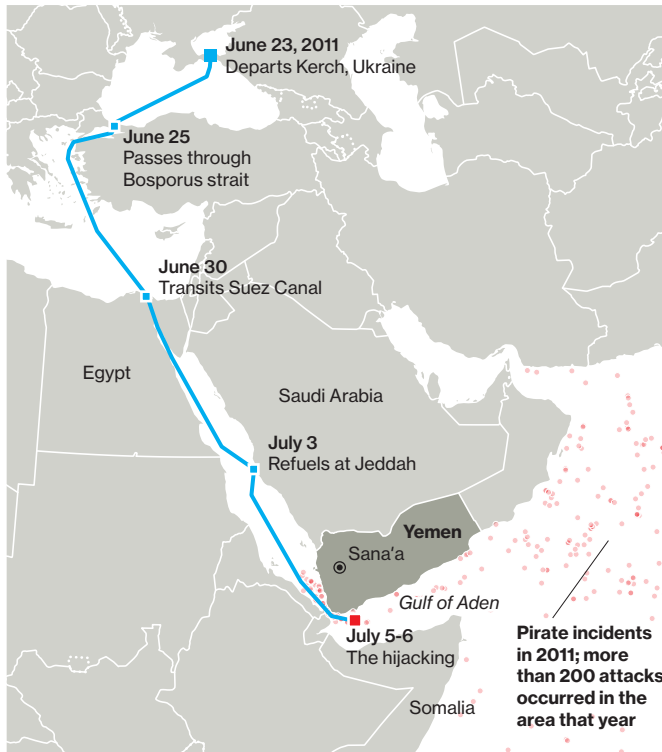 June 23, 2011
Departs Kerch, Ukraine
June 25
Passes through
Bosporus strait
June 30
Transits Suez Canal
Egypt
Saudi Arabia
July 3
Refuels at Jeddah
Yemen
Sana'a
Gulf of Aden
July 5-6
The hijacking
Pirate incidents
in 2011; more
than 200 attacks
occurred in the
area that year
Somalia